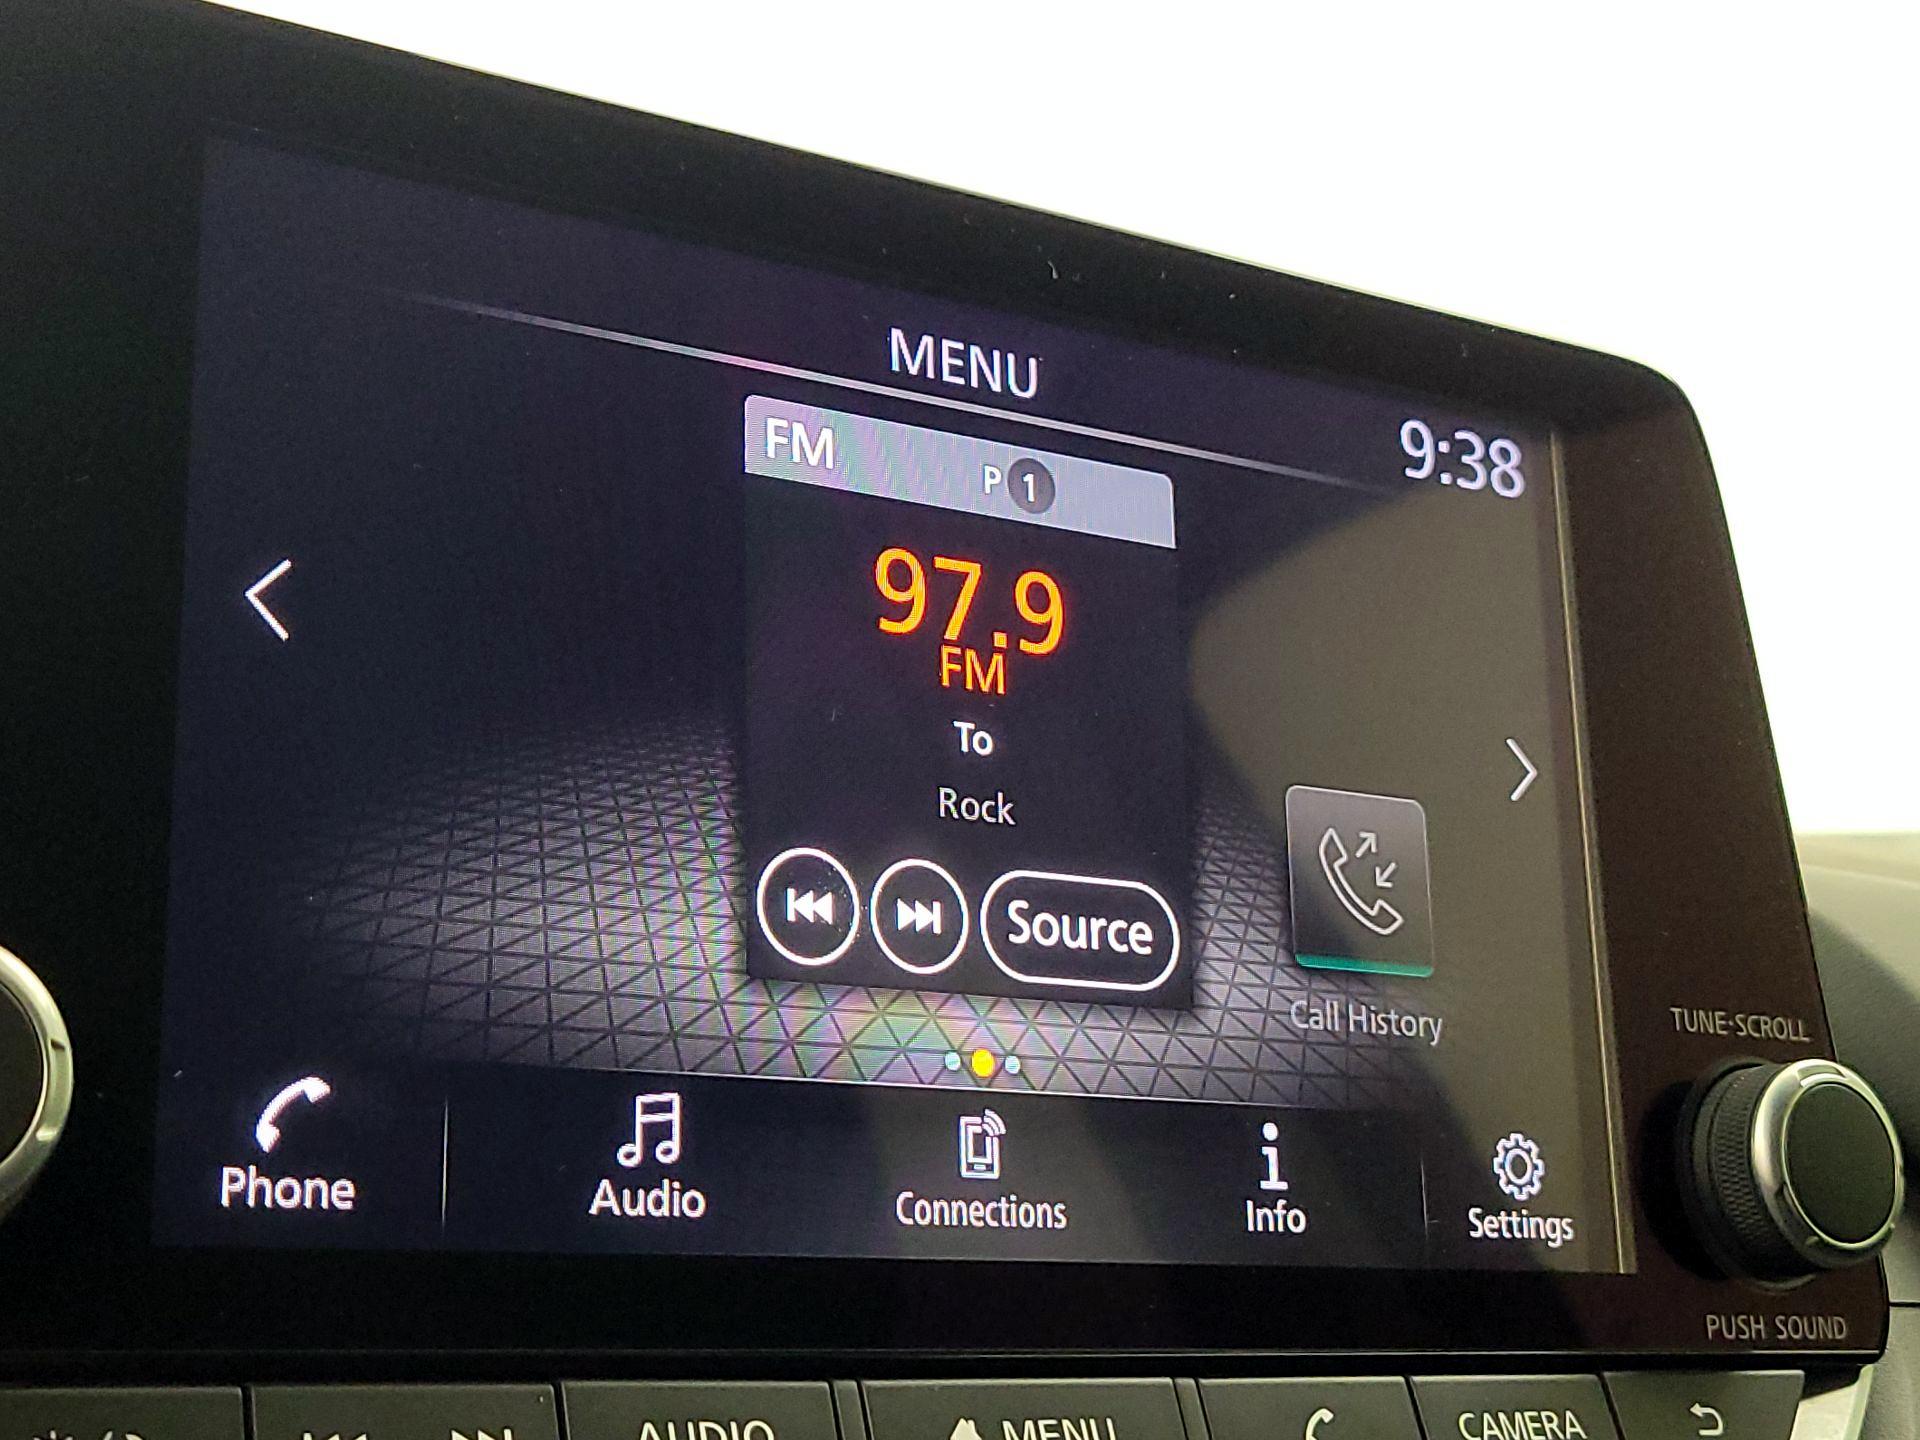 MENU
9:38
FM P 1
97.9
FM
To
Rock
Source
Call History
TUNE·SCROLL
Phone
Audio
Connections
Info
Settings
PUSH SOUND
AUDIO
MENU
CAMERA